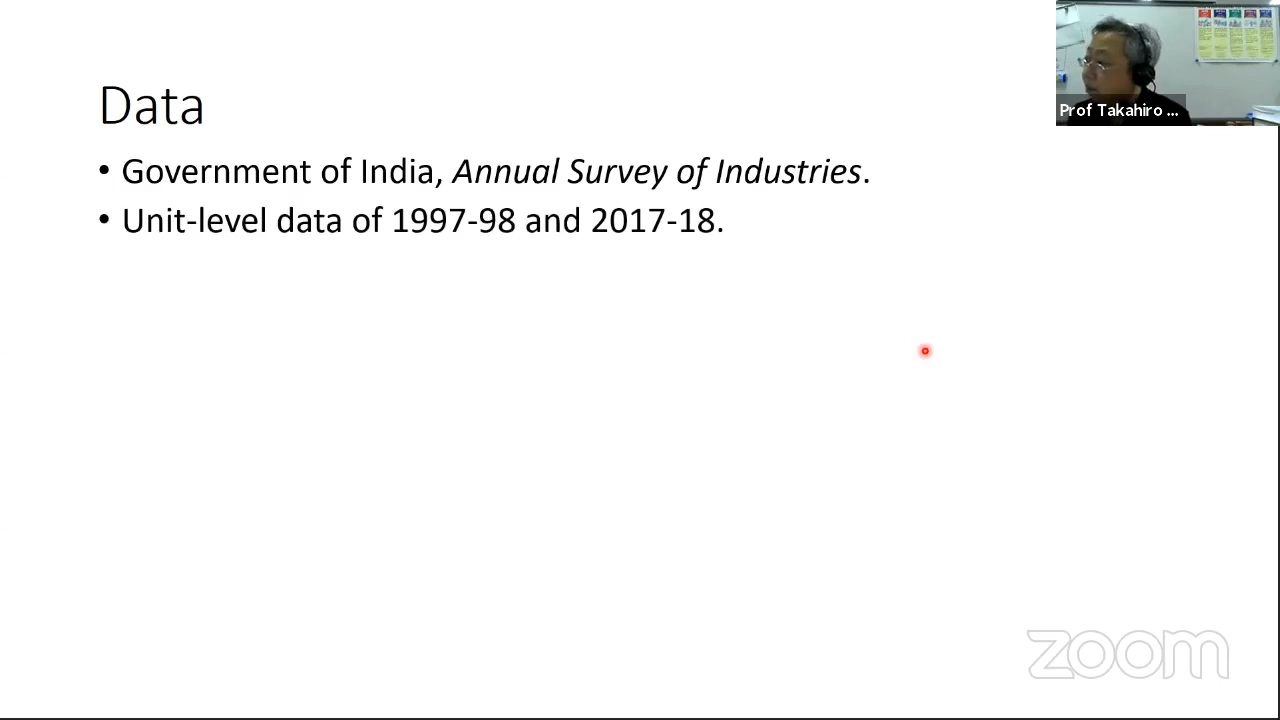 Data
• Government of India, Annual Survey of Industries.
• Unit-level data of 1997-98 and 2017-18.
Prof Takahiro ...
zoom